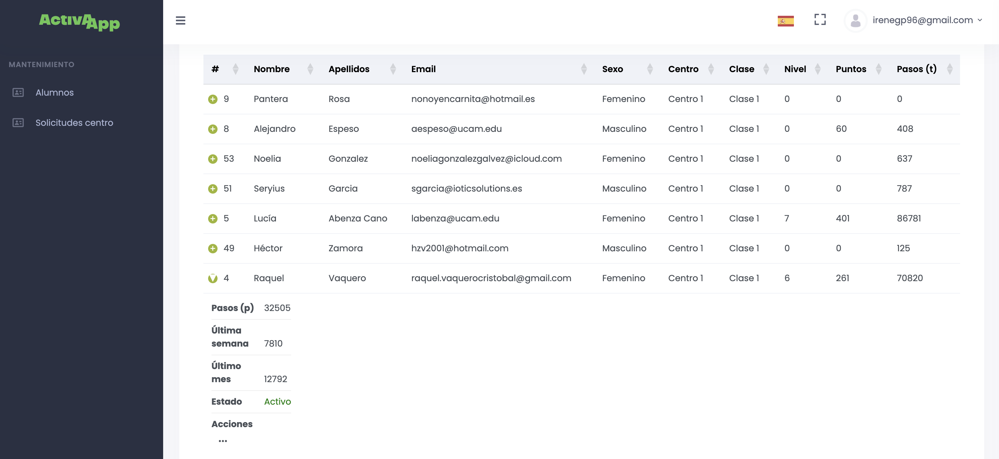 ActivAApp
irenegp96@gmail.com
MANTENIMIENTO
Alumnos
Solicitudes centro
# Nombre Apellidos Email Sexo Centro Clase Nivel Puntos Pasos (t)
9 Pantera Rosa nonoyencarnita@hotmail.es Femenino Centro 1 Clase 1 0 0 0
8 Alejandro Espeso aespeso@ucam.edu Masculino Centro 1 Clase 1 0 60 408
53 Noelia Gonzalez noeliagonzalezgalvez@icloud.com Femenino Centro 1 Clase 1 0 0 637
51 Seryius Garcia sgarcia@ioticsolutions.es Masculino Centro 1 Clase 1 0 0 787
5 Lucía Abenza Cano labenza@ucam.edu Femenino Centro 1 Clase 1 7 401 86781
49 Héctor Zamora hzv2001@hotmail.com Masculino Centro 1 Clase 1 0 0 125
4 Raquel Vaquero raquel.vaquerocristobal@gmail.com Femenino Centro 1 Clase 1 6 261 70820
Pasos (p) 32505
Última
semana 7810
Último
mes 12792
Estado Activo
Acciones
...